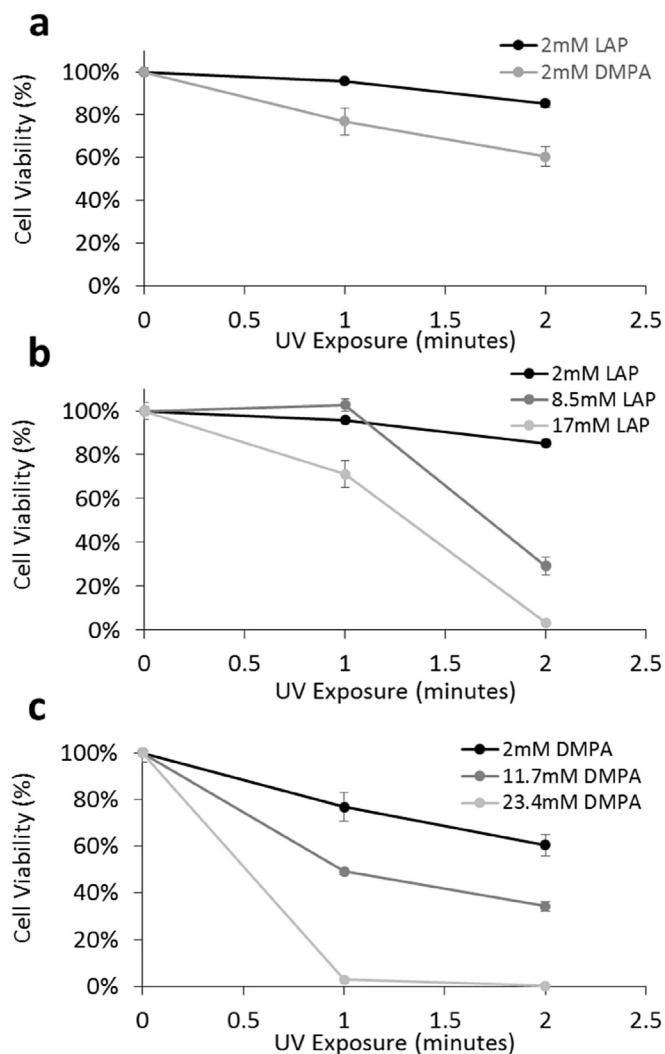 a
2mM LAP
2mM DMPA
Cell Viability (%)
100%
80%
60%
40%
20%
0%
0 0.5 1 1.5 2 2.5
UV Exposure (minutes)
b
2mM LAP
8.5mM LAP
17mM LAP
Cell Viability (%)
100%
80%
60%
40%
20%
0%
0 0.5 1 1.5 2 2.5
UV Exposure (minutes)
c
2mM DMPA
11.7mM DMPA
23.4mM DMPA
Cell Viability (%)
100%
80%
60%
40%
20%
0%
0 0.5 1 1.5 2 2.5
UV Exposure (minutes)